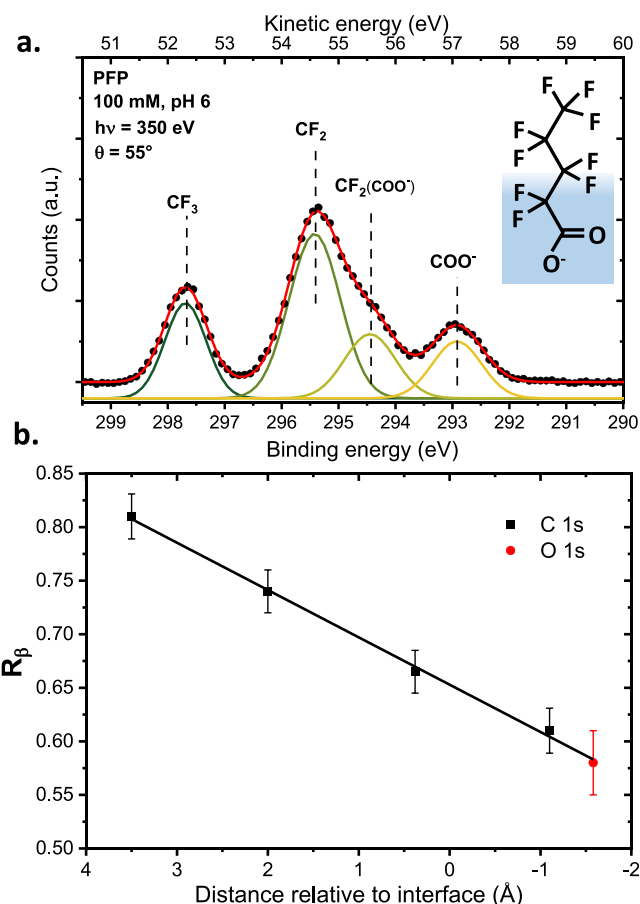 a.
Kinetic energy (eV)
51 52 53 54 55 56 57 58 59 60
PFP
100 mM, pH 6
hν = 350 eV
θ = 55°
CF₃
CF₂
CF₂(COO⁻)
COO⁻
F F
F
F
F
F
F
F
F
O
O⁻
Counts (a.u.)
299 298 297 296 295 294 293 292 291 290
Binding energy (eV)
b.
0.85
0.80
0.75
0.70
0.65
0.60
0.55
0.50
Rᵦ
C 1s
O 1s
4 3 2 1 0 -1 -2
Distance relative to interface (Å)